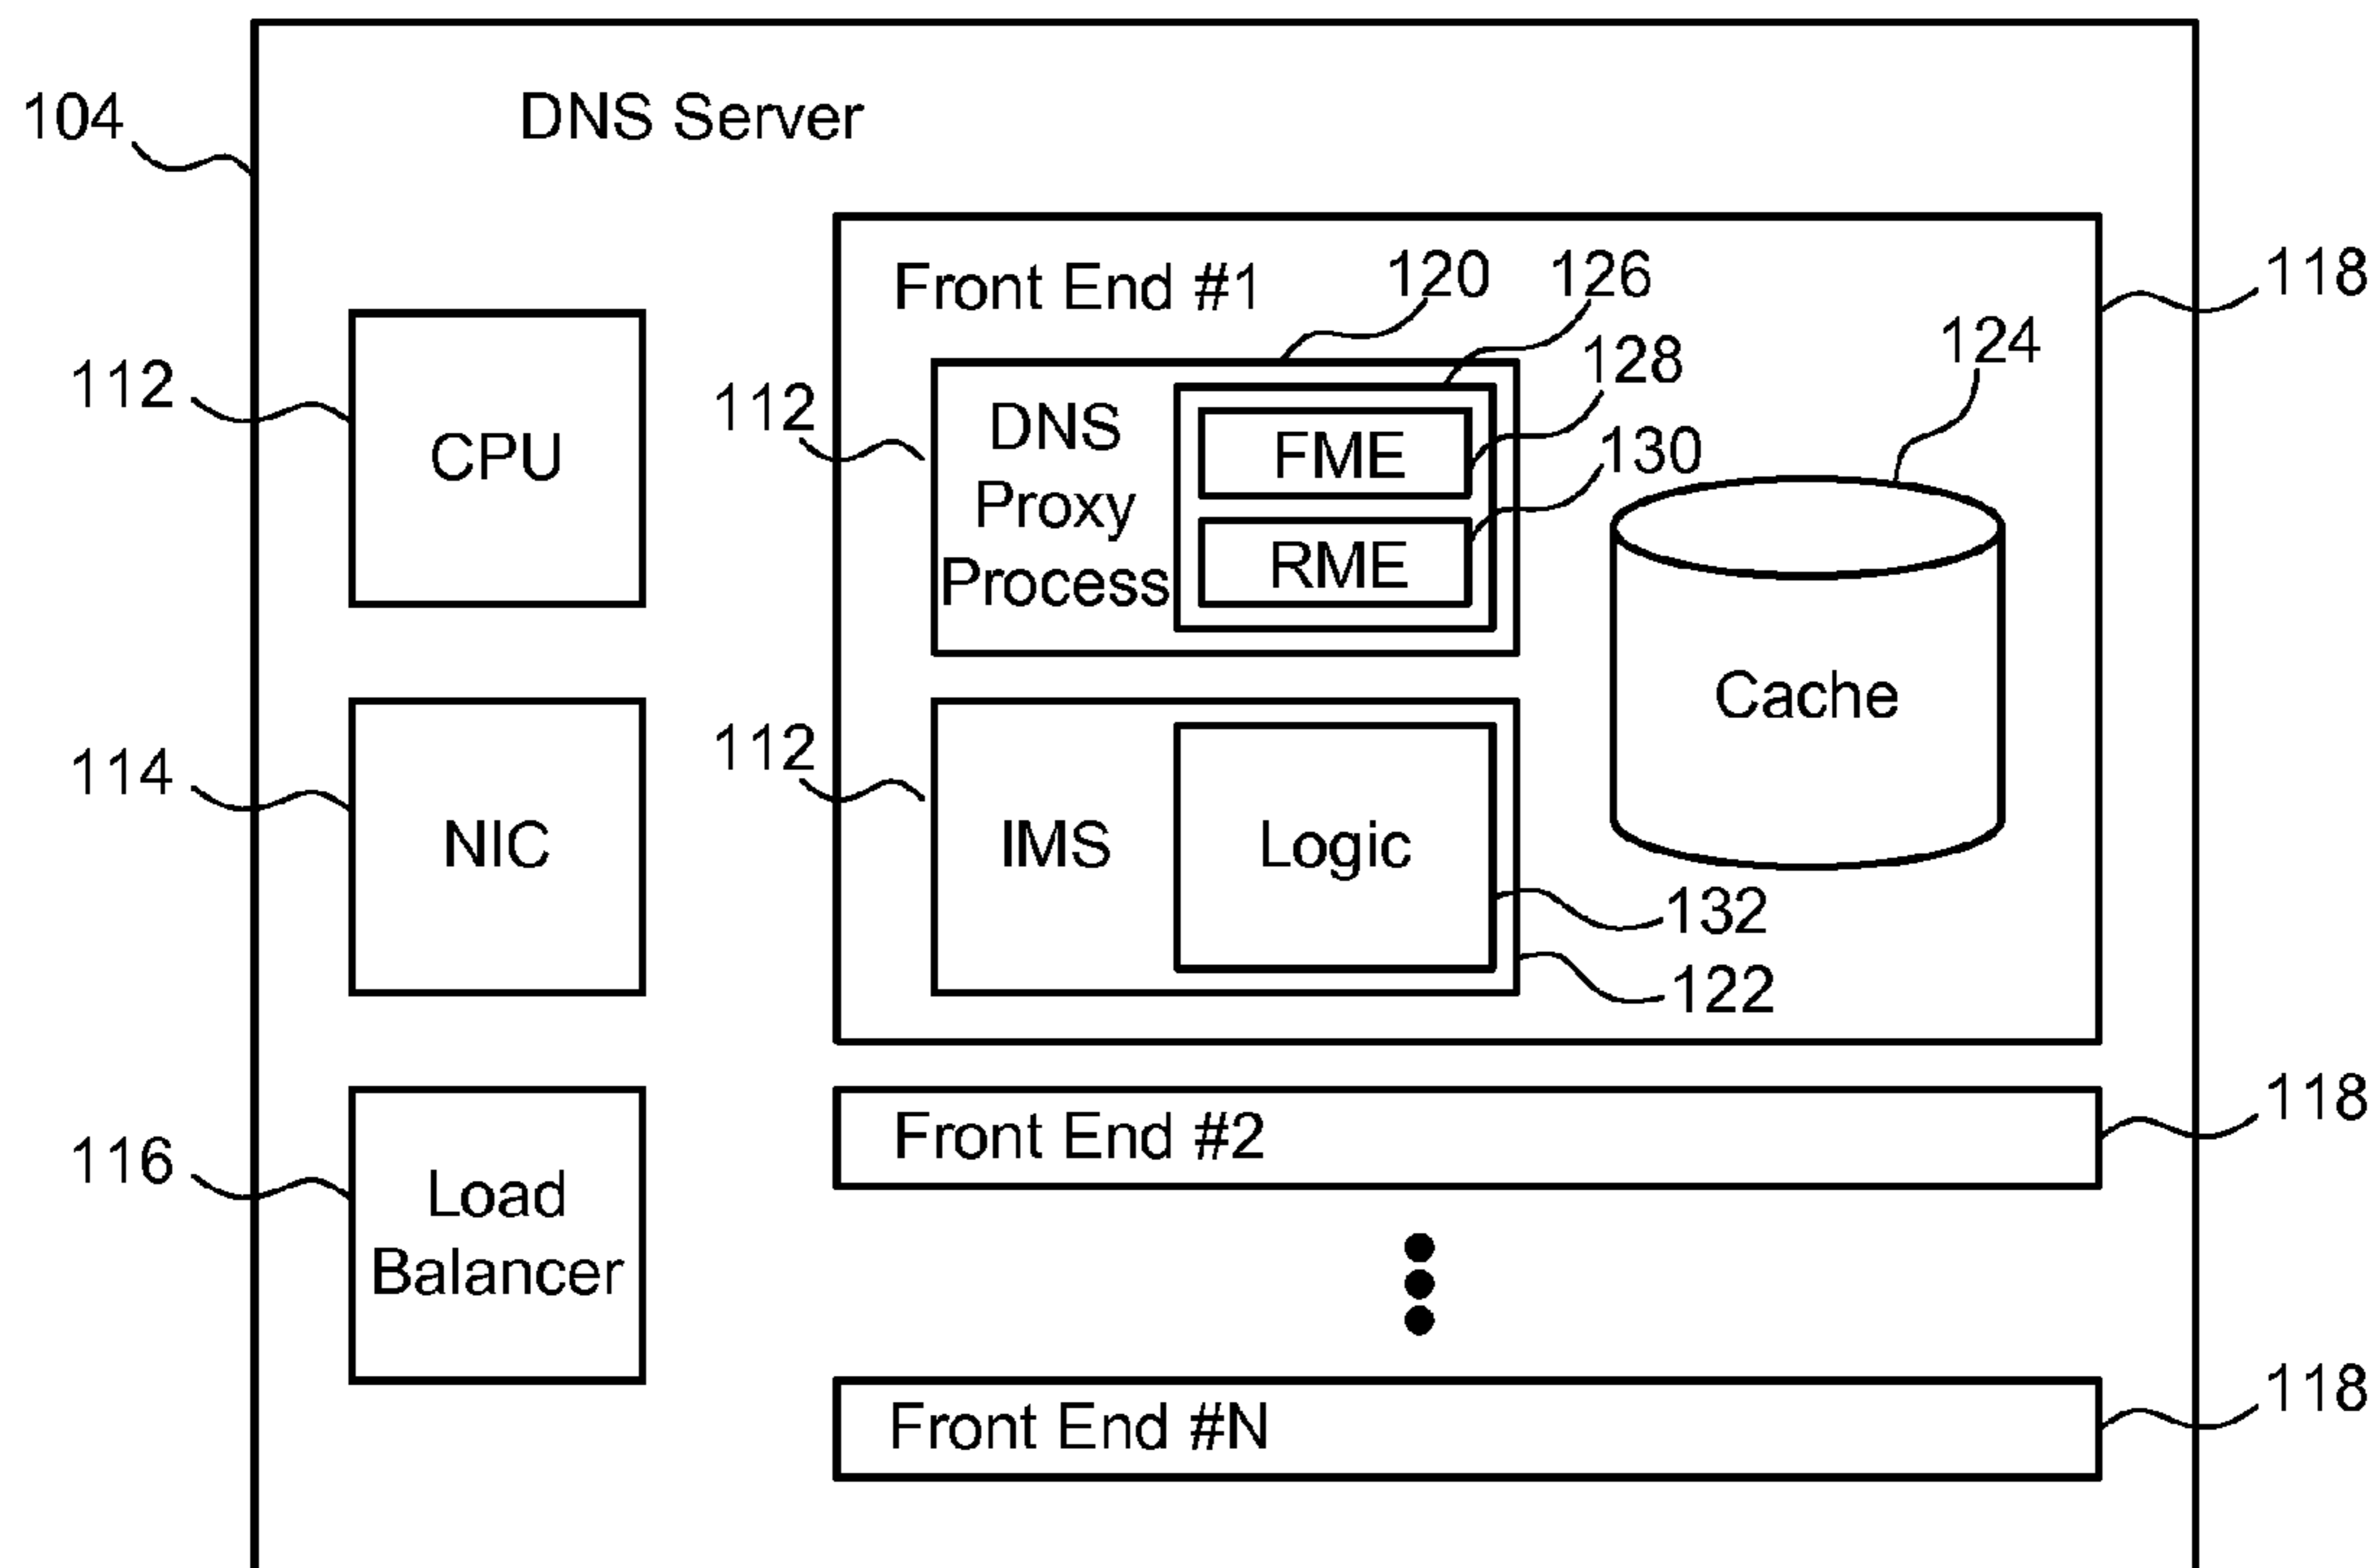 104
DNS Server
Front End #1
120
126
118
112
CPU
112
DNS
Proxy
Process
FME
128
RME
130
124
Cache
114
NIC
112
IMS
Logic
132
122
116
Load
Balancer
Front End #2
118
Front End #N
118